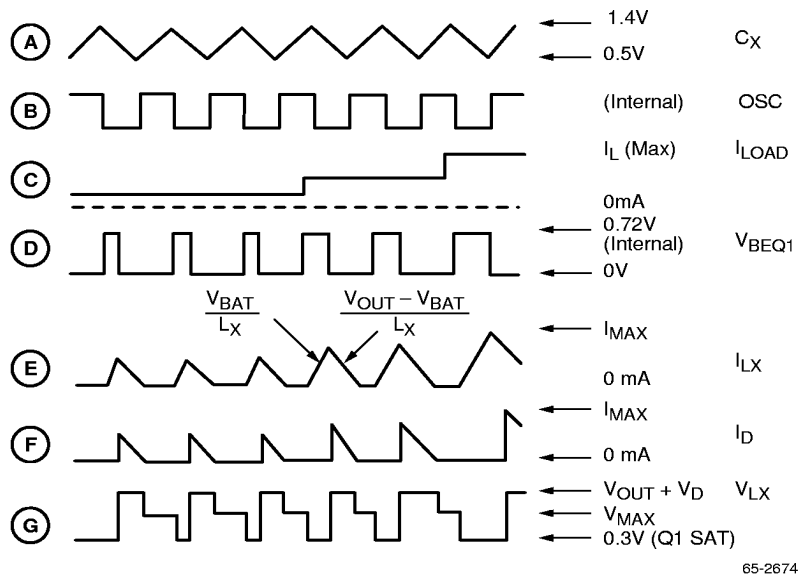 A
1.4V
0.5V
CX
B
(Internal) OSC
C
IL (Max) ILOAD
0mA
D
0.72V
(Internal)
VBEQ1
0V
VBAT
LX
VOUT – VBAT
LX
E
IMAX
ILX
0 mA
F
IMAX
ID
0 mA
G
VOUT + VD VLX
VMAX
0.3V (Q1 SAT)
65-2674